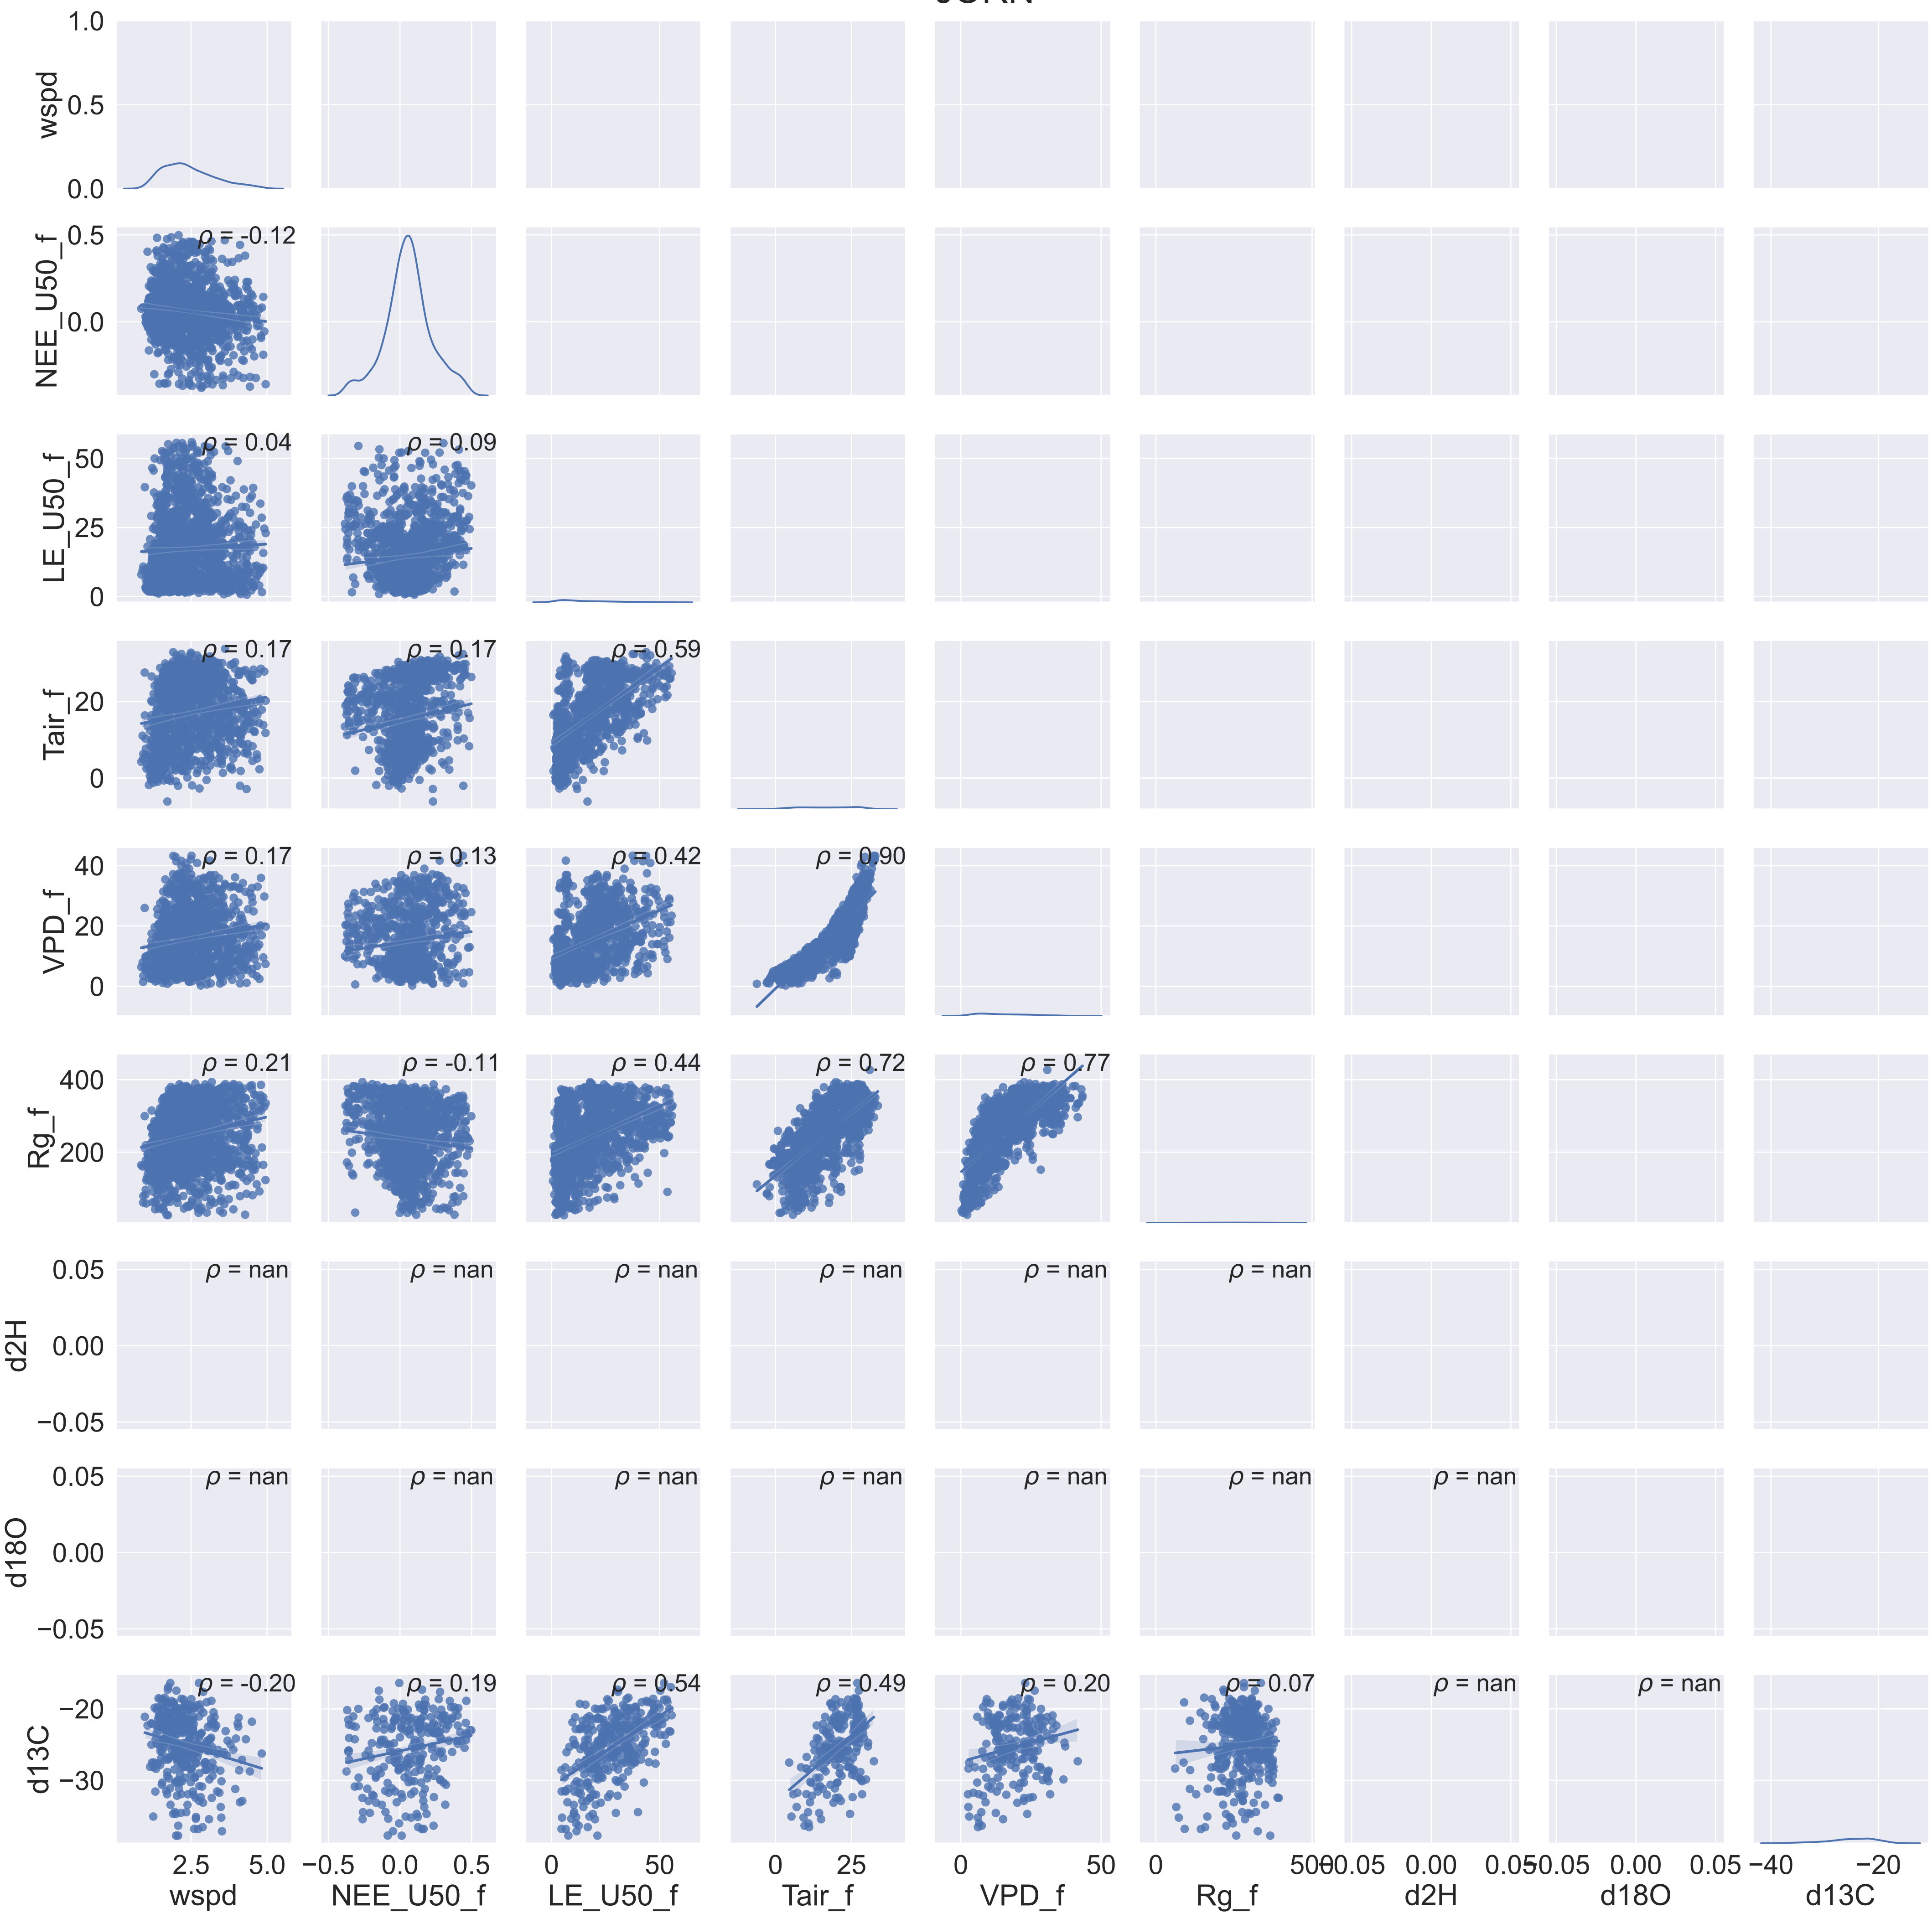 1.0
0.5
0.0
wspd
ρ = -0.12
0.5
0.0
NEE_U50_f
ρ = 0.04
ρ = 0.09
50
25
0
LE_U50_f
ρ = 0.17
ρ = 0.17
ρ = 0.59
20
0
Tair_f
ρ = 0.17
ρ = 0.13
ρ = 0.42
ρ = 0.90
40
20
0
VPD_f
ρ = 0.21
ρ = -0.11
ρ = 0.44
ρ = 0.72
ρ = 0.77
400
200
Rg_f
ρ = nan
ρ = nan
ρ = nan
ρ = nan
ρ = nan
ρ = nan
0.05
0.00
−0.05
d2H
ρ = nan
ρ = nan
ρ = nan
ρ = nan
ρ = nan
ρ = nan
ρ = nan
0.05
0.00
−0.05
d18O
ρ = -0.20
ρ = 0.19
ρ = 0.54
ρ = 0.49
ρ = 0.20
ρ = 0.07
ρ = nan
ρ = nan
−20
−30
d13C
2.5 5.0 −0.5 0.0 0.5 0 50 0 25 0 50 0 500 −0.05 0.00 0.05 −0.05 0.00 0.05 −40 −20
wspd NEE_U50_f LE_U50_f Tair_f VPD_f Rg_f d2H d18O d13C